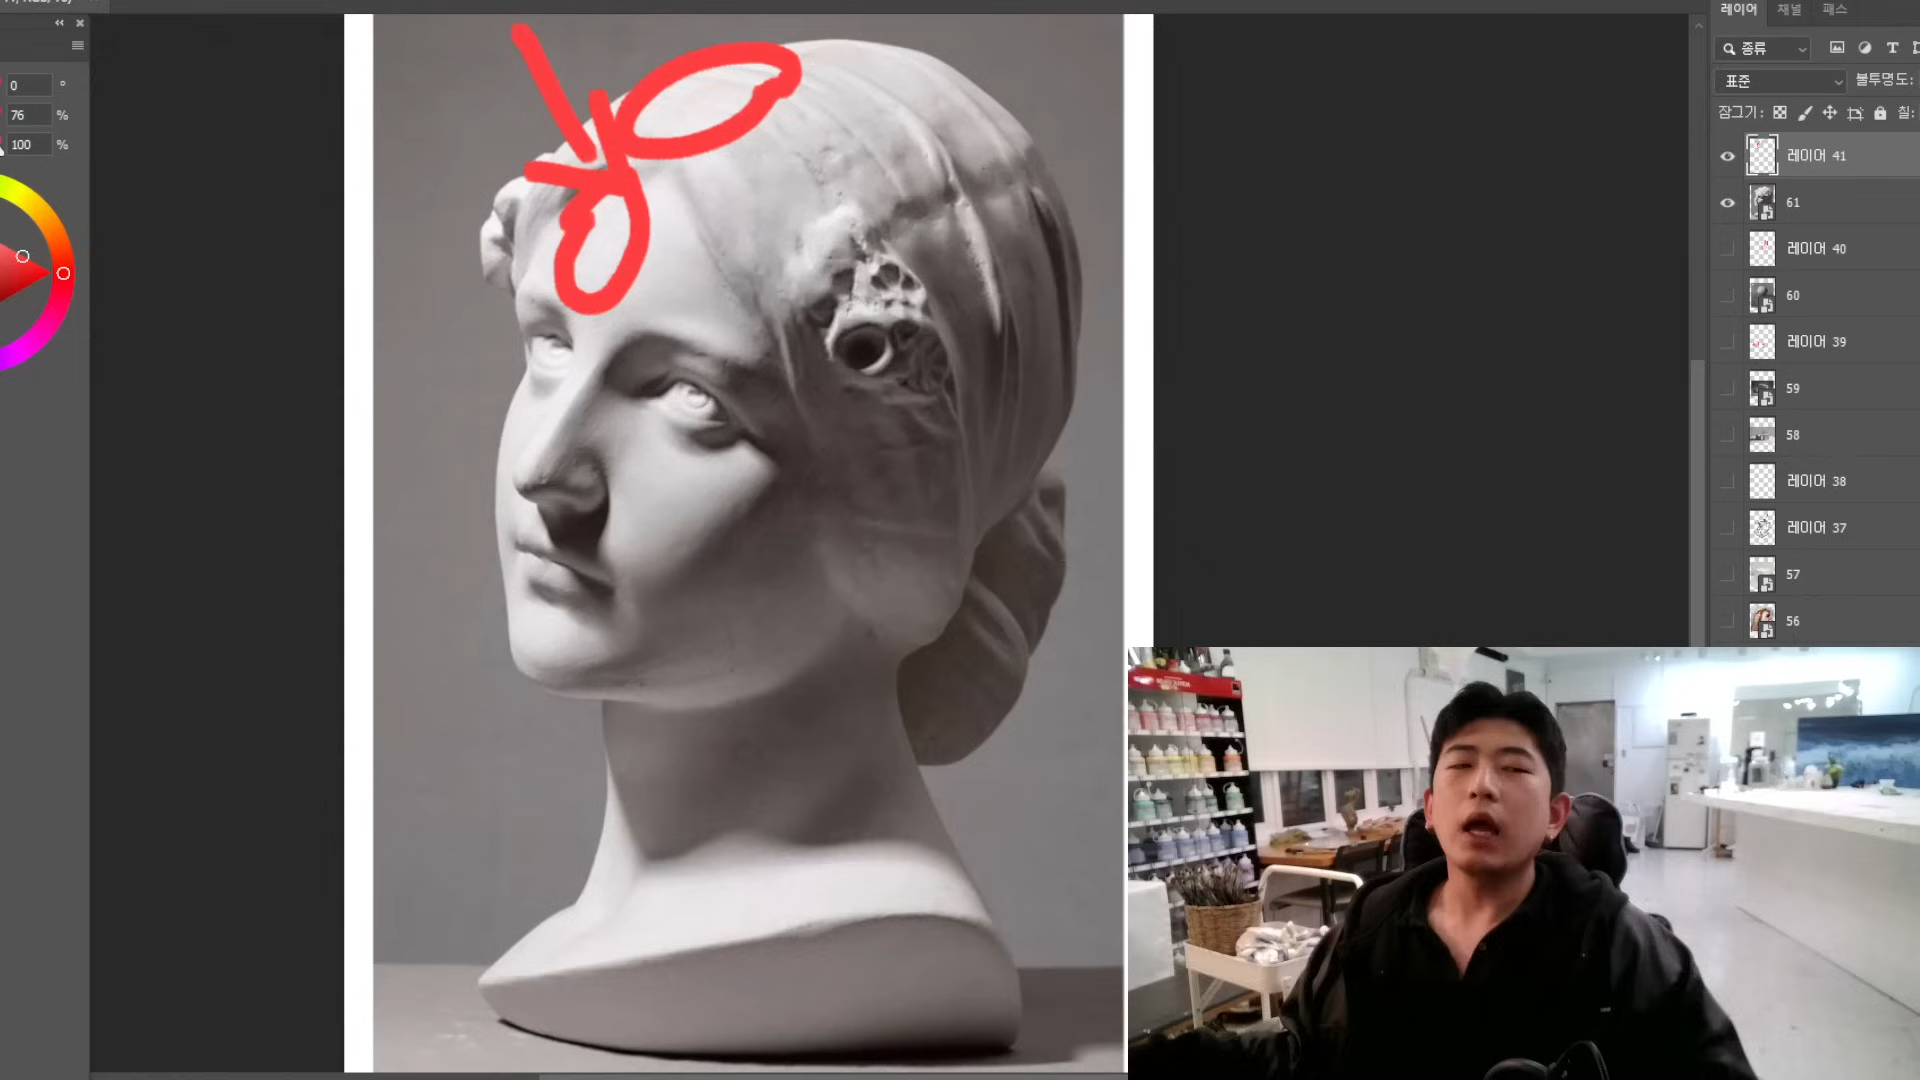 레이어 채널 패스
종류
표준 불투명도:
잠그기: 칠:
0 °
76 %
100 %
레이어 41
61
레이어 40
60
레이어 39
59
58
레이어 38
레이어 37
57
56